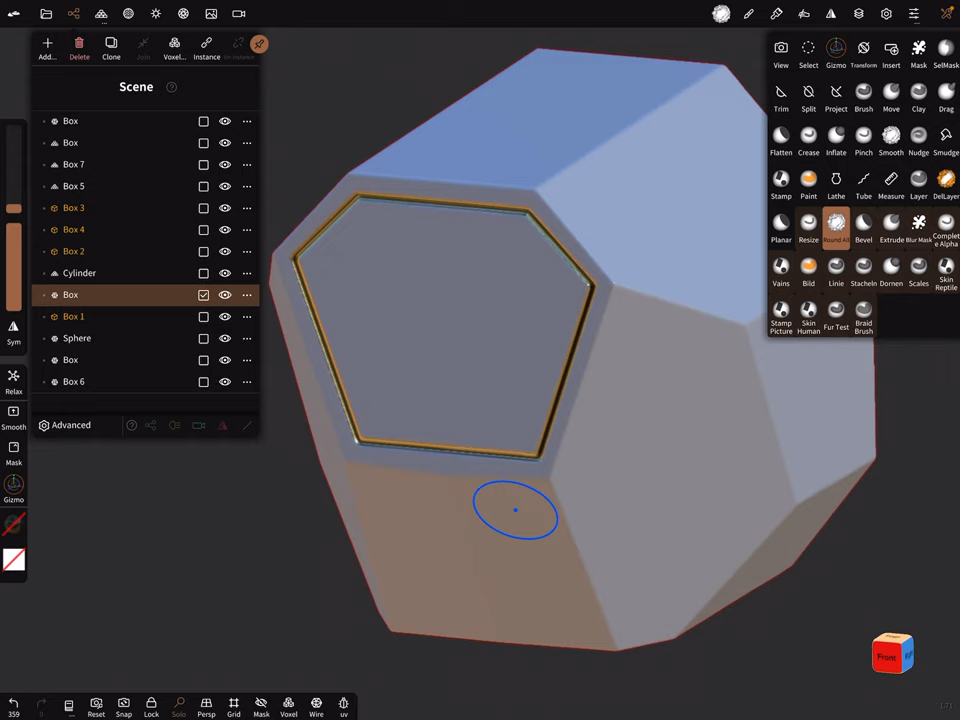 Add...
Delete
Clone
Join
Voxel...
Instance
Un-Instance
Scene
?
Box
Box
Box 7
Box 5
Box 3
Box 4
Box 2
Cylinder
Box
Box 1
Sphere
Box
Box 6
Advanced
?
Sym
Relax
Smooth
Mask
Gizmo
View Select Gizmo Transform Insert Mask SelMask
Trim Split Project Brush Move Clay Drag
Flatten Crease Inflate Pinch Smooth Nudge Smudge
Stamp Paint Lathe Tube Measure Layer DelLayer
Planar Resize Round All Bevel Extrude Blur Mask Complete Alpha
Vains Bild Linie Stacheln Dornen Scales Skin Reptile
Stamp Picture Skin Human Fur Test Braid Brush
Front
359
0
...
Reset
Snap
Lock
Solo
Persp
Grid
Mask
Voxel
Wire
uv
1.71